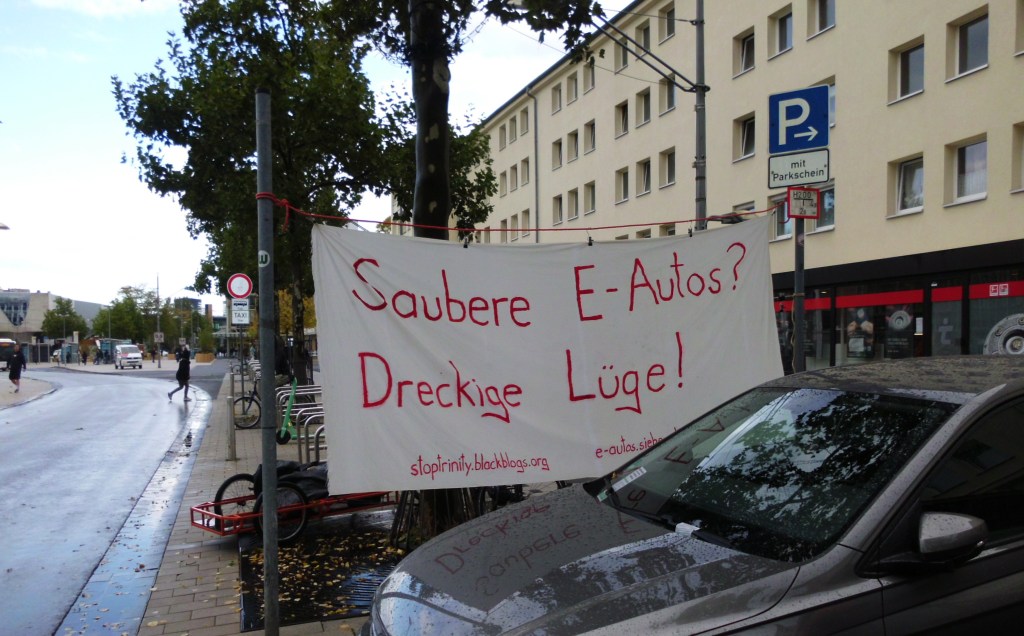 P
mit
Parkschein
Saubere E-Autos?
Dreckige Lüge!
stoptrinity.blackblogs.org
TAXI